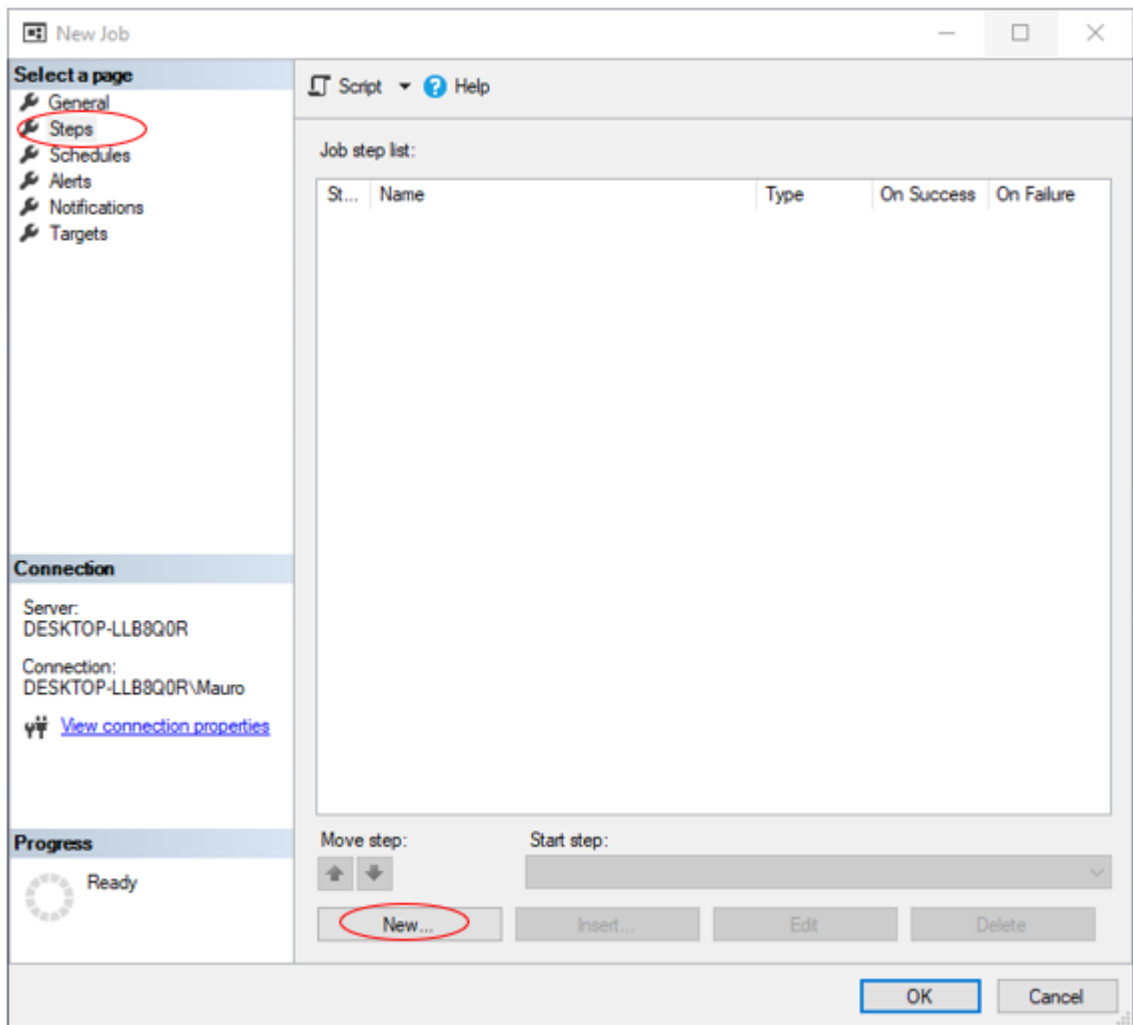 New Job
Select a page
General
Steps
Schedules
Alerts
Notifications
Targets
Script Help
Job step list:
St... Name Type On Success On Failure
Connection
Server:
DESKTOP-LLB8Q0R
Connection:
DESKTOP-LLB8Q0R\Mauro
View connection properties
Progress
Ready
Move step: Start step:
New... Insert... Edit Delete
OK Cancel